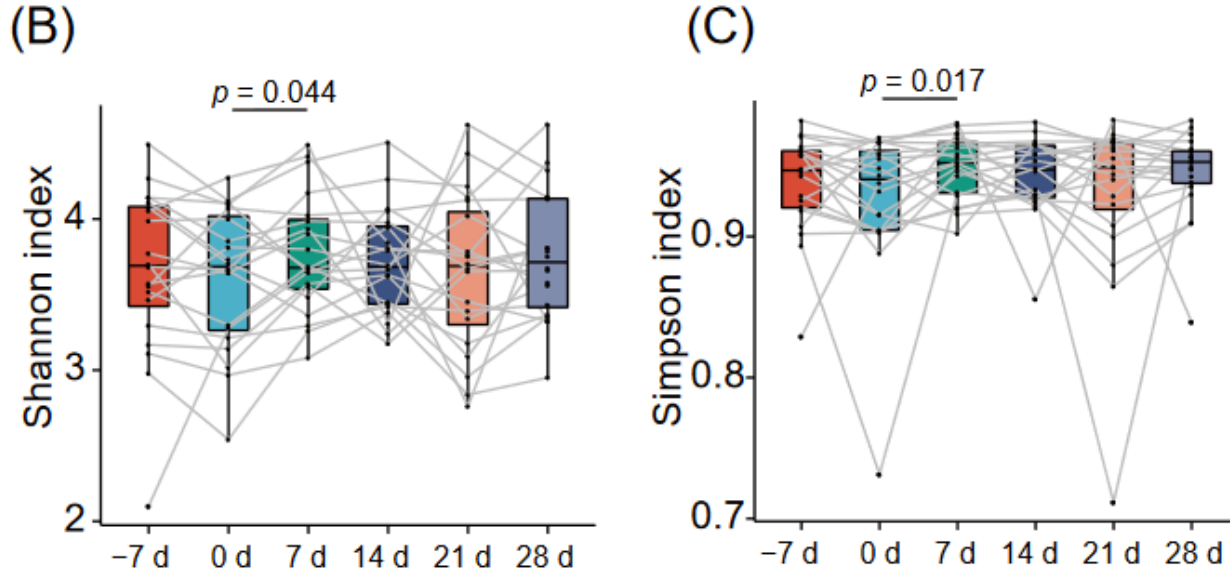 (B)
p = 0.044
Shannon index
4
3
2
−7 d 0 d 7 d 14 d 21 d 28 d
(C)
p = 0.017
Simpson index
0.9
0.8
0.7
−7 d 0 d 7 d 14 d 21 d 28 d